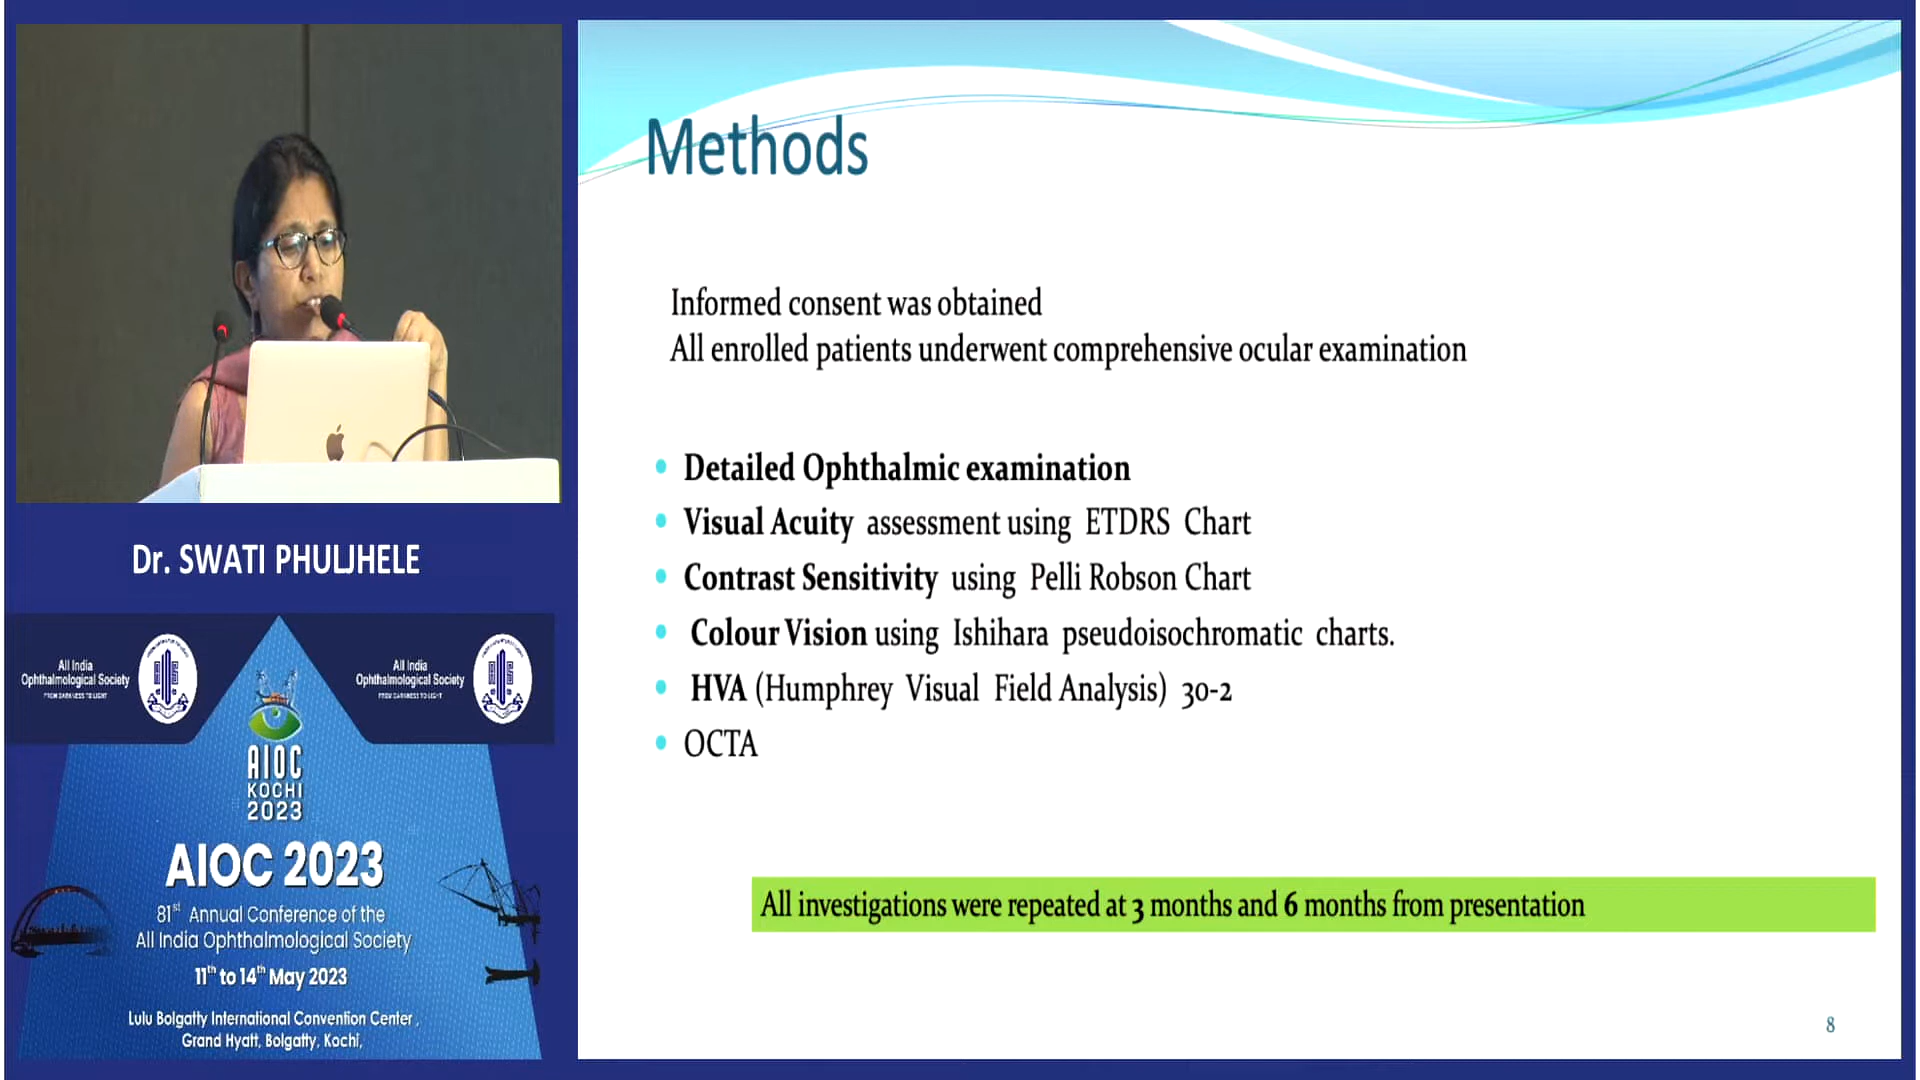 Methods
Informed consent was obtained
All enrolled patients underwent comprehensive ocular examination
Detailed Ophthalmic examination
Visual Acuity assessment using ETDRS Chart
Contrast Sensitivity using Pelli Robson Chart
Colour Vision using Ishihara pseudoisochromatic charts.
HVA (Humphrey Visual Field Analysis) 30-2
OCTA
All investigations were repeated at 3 months and 6 months from presentation
8
Dr. SWATI PHULJHELE
All India
Ophthalmological Society
FROM DARKNESS TO LIGHT
All India
Ophthalmological Society
FROM DARKNESS TO LIGHT
AIOC
KOCHI
2023
AIOC 2023
81st Annual Conference of the
All India Ophthalmological Society
11th to 14th May 2023
Lulu Bolgatty International Convention Center ,
Grand Hyatt, Bolgatty, Kochi,